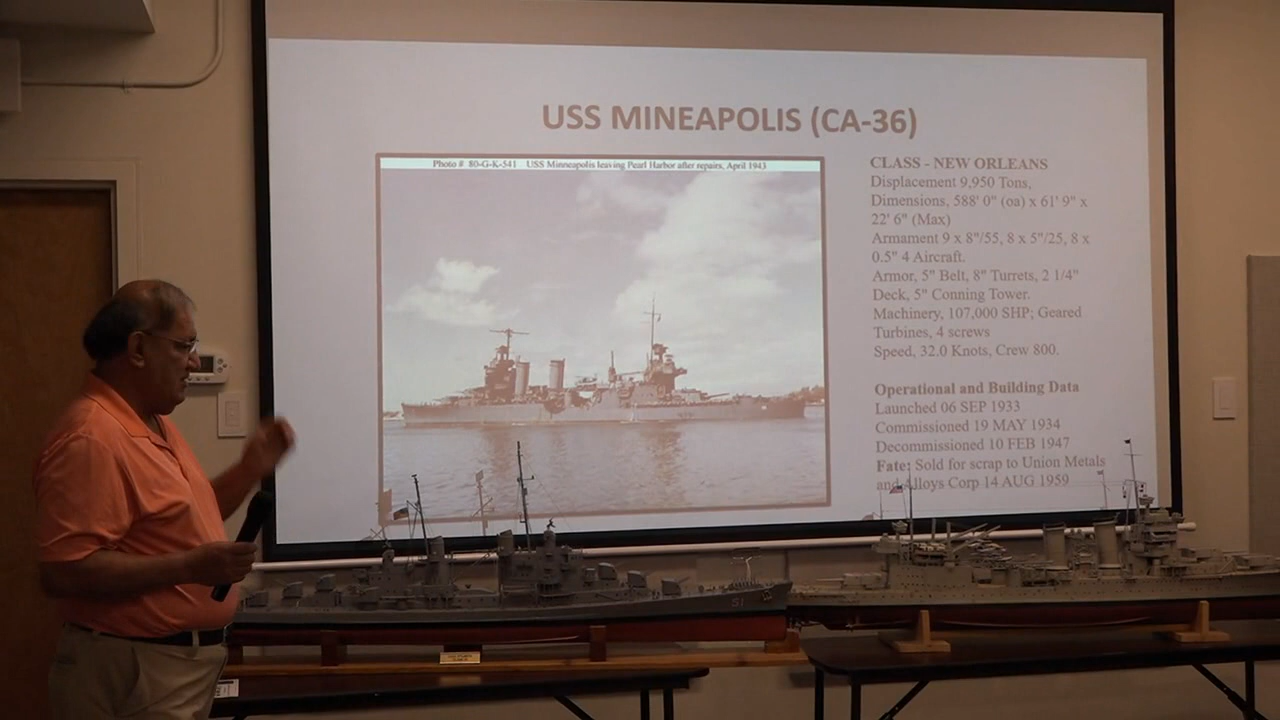 USS MINEAPOLIS (CA-36)
Photo # 80-G-K-541 USS Minneapolis leaving Pearl Harbor after repairs, April 1943
CLASS - NEW ORLEANS
Displacement 9,950 Tons,
Dimensions, 588' 0" (oa) x 61' 9" x
22' 6" (Max)
Armament 9 x 8"/55, 8 x 5"/25, 8 x
0.5" 4 Aircraft.
Armor, 5" Belt, 8" Turrets, 2 1/4"
Deck, 5" Conning Tower.
Machinery, 107,000 SHP; Geared
Turbines, 4 screws
Speed, 32.0 Knots, Crew 800.
Operational and Building Data
Launched 06 SEP 1933
Commissioned 19 MAY 1934
Decommissioned 10 FEB 1947
Fate: Sold for scrap to Union Metals
and Alloys Corp 14 AUG 1959
51